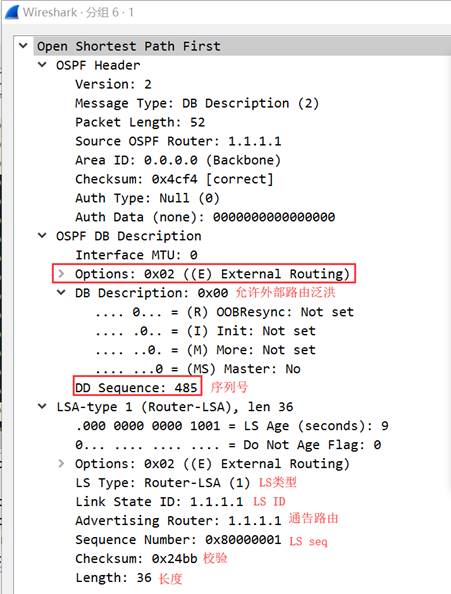 Wireshark · 分组 6 · 1
Open Shortest Path First
OSPF Header
Version: 2
Message Type: DB Description (2)
Packet Length: 52
Source OSPF Router: 1.1.1.1
Area ID: 0.0.0.0 (Backbone)
Checksum: 0x4cf4 [correct]
Auth Type: Null (0)
Auth Data (none): 0000000000000000
OSPF DB Description
Interface MTU: 0
Options: 0x02 ((E) External Routing)
DB Description: 0x00 允许外部路由泛洪
.... 0... = (R) OOBResync: Not set
.... .0.. = (I) Init: Not set
.... ..0. = (M) More: Not set
.... ...0 = (MS) Master: No
DD Sequence: 485 序列号
LSA-type 1 (Router-LSA), len 36
.000 0000 0000 1001 = LS Age (seconds): 9
0... .... .... .... = Do Not Age Flag: 0
Options: 0x02 ((E) External Routing)
LS Type: Router-LSA (1) LS类型
Link State ID: 1.1.1.1 LS ID
Advertising Router: 1.1.1.1 通告路由
Sequence Number: 0x80000001 LS seq
Checksum: 0x24bb 校验
Length: 36 长度